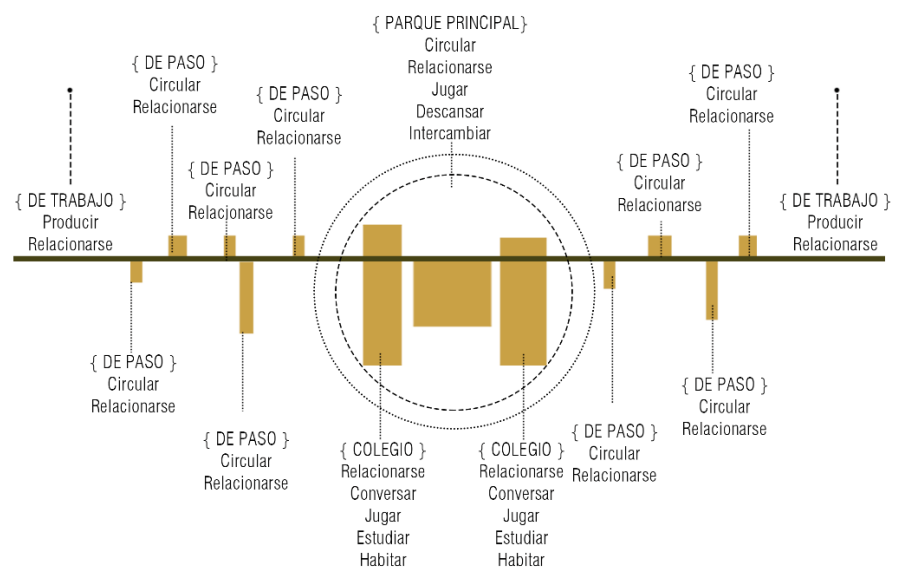 { PARQUE PRINCIPAL}
Circular
Relacionarse
Jugar
Descansar
Intercambiar
{ DE PASO }
Circular
Relacionarse
{ DE PASO }
Circular
Relacionarse
{ DE PASO }
Circular
Relacionarse
{ DE TRABAJO }
Producir
Relacionarse
{ DE PASO }
Circular
Relacionarse
{ DE PASO }
Circular
Relacionarse
{ DE TRABAJO }
Producir
Relacionarse
{ DE PASO }
Circular
Relacionarse
{ DE PASO }
Circular
Relacionarse
{ COLEGIO }
Relacionarse
Conversar
Jugar
Estudiar
Habitar
{ COLEGIO }
Relacionarse
Conversar
Jugar
Estudiar
Habitar
{ DE PASO }
Circular
Relacionarse
{ DE PASO }
Circular
Relacionarse